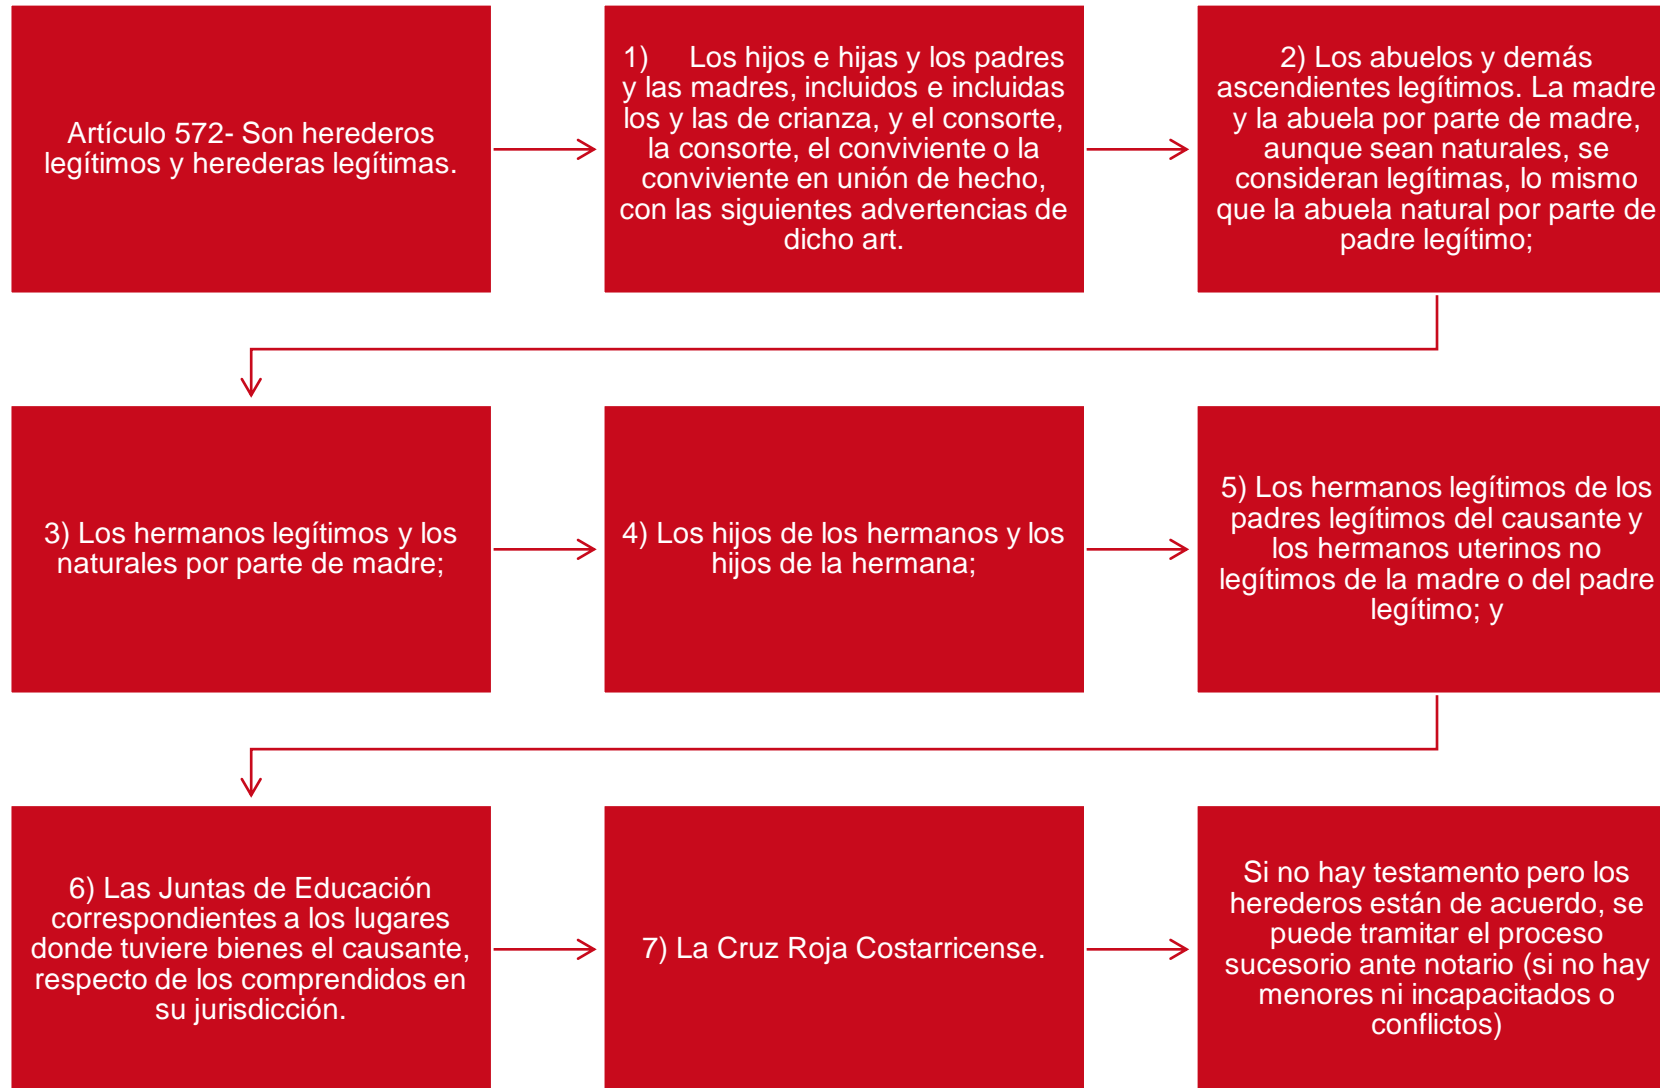 Artículo 572- Son herederos
legítimos y herederas legítimas.
1) Los hijos e hijas y los padres
y las madres, incluidos e incluidas
los y las de crianza, y el consorte,
la consorte, el conviviente o la
conviviente en unión de hecho,
con las siguientes advertencias de
dicho art.
2) Los abuelos y demás
ascendientes legítimos. La madre
y la abuela por parte de madre,
aunque sean naturales, se
consideran legítimas, lo mismo
que la abuela natural por parte de
padre legítimo;
3) Los hermanos legítimos y los
naturales por parte de madre;
4) Los hijos de los hermanos y los
hijos de la hermana;
5) Los hermanos legítimos de los
padres legítimos del causante y
los hermanos uterinos no
legítimos de la madre o del padre
legítimo; y
6) Las Juntas de Educación
correspondientes a los lugares
donde tuviere bienes el causante,
respecto de los comprendidos en
su jurisdicción.
7) La Cruz Roja Costarricense.
Si no hay testamento pero los
herederos están de acuerdo, se
puede tramitar el proceso
sucesorio ante notario (si no hay
menores ni incapacitados o
conflictos)